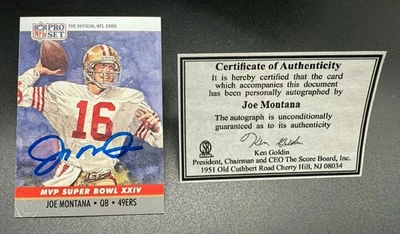 NFL
PRO SET
THE OFFICIAL NFL CARD
16
MVP SUPER BOWL XXIV
JOE MONTANA · QB · 49ERS
Certificate of Authenticity
It is hereby certified that the card
which accompanies this document
has been personally autographed by
Joe Montana
The autograph is unconditionally
guaranteed as to its authenticity
Ken Goldin
Ken Goldin
President, Chairman and CEO The Score Board, Inc.
1951 Old Cuthbert Road Cherry Hill, NJ 08034